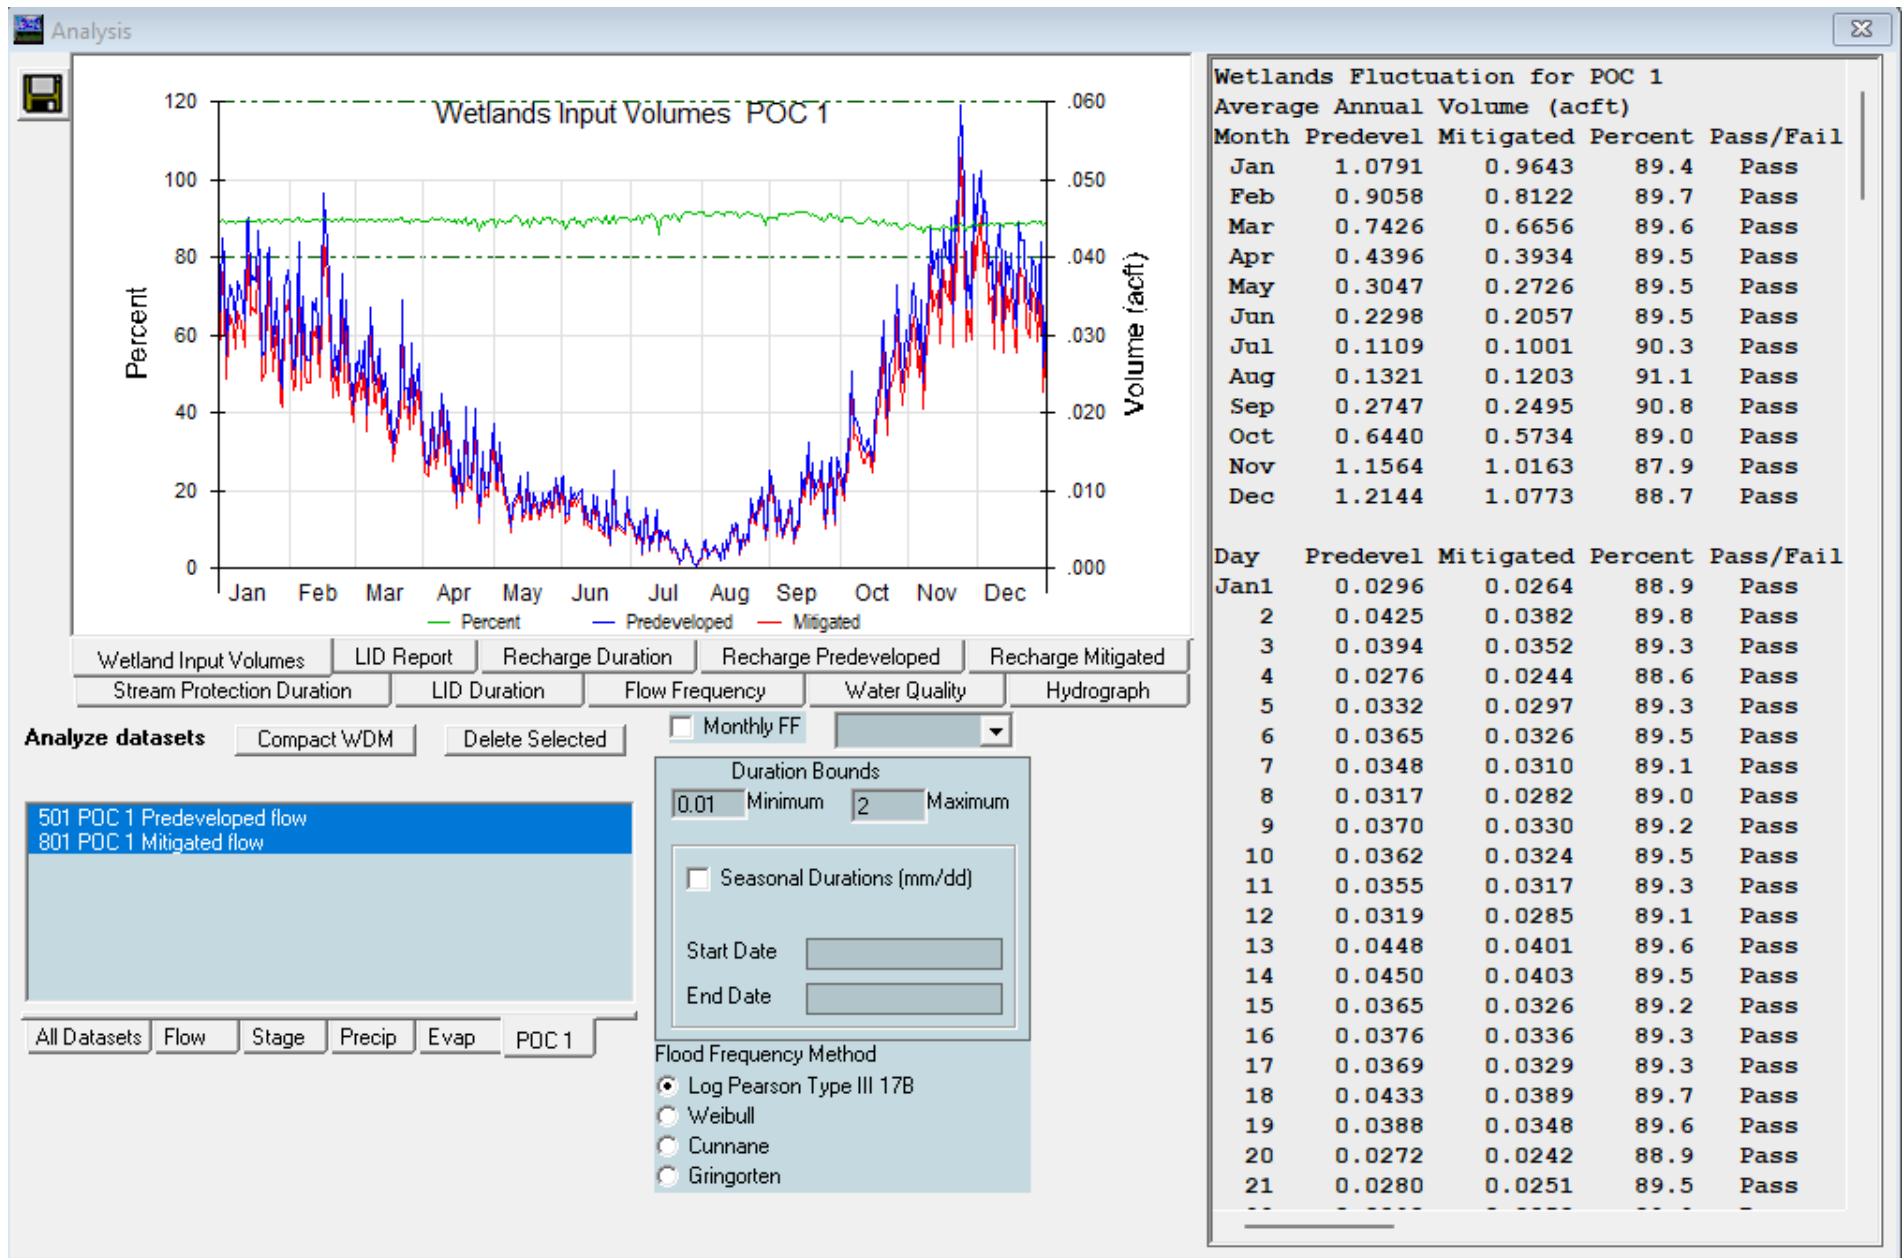 Analysis
Wetlands Input Volumes POC 1
120
100
80
60
40
20
0
Percent
.060
.050
.040
.030
.020
.010
.000
Volume (acft)
Jan Feb Mar Apr May Jun Jul Aug Sep Oct Nov Dec
Percent Predeveloped Mitigated
Wetland Input Volumes LID Report Recharge Duration Recharge Predeveloped Recharge Mitigated
Stream Protection Duration LID Duration Flow Frequency Water Quality Hydrograph
Analyze datasets Compact WDM Delete Selected
Monthly FF
501 POC 1 Predeveloped flow
801 POC 1 Mitigated flow
All Datasets Flow Stage Precip Evap POC 1
Duration Bounds
0.01 Minimum 2 Maximum
Seasonal Durations (mm/dd)
Start Date
End Date
Flood Frequency Method
Log Pearson Type III 17B
Weibull
Cunnane
Gringorten
Wetlands Fluctuation for POC 1
Average Annual Volume (acft)
Month Predevel Mitigated Percent Pass/Fail
Jan 1.0791 0.9643 89.4 Pass
Feb 0.9058 0.8122 89.7 Pass
Mar 0.7426 0.6656 89.6 Pass
Apr 0.4396 0.3934 89.5 Pass
May 0.3047 0.2726 89.5 Pass
Jun 0.2298 0.2057 89.5 Pass
Jul 0.1109 0.1001 90.3 Pass
Aug 0.1321 0.1203 91.1 Pass
Sep 0.2747 0.2495 90.8 Pass
Oct 0.6440 0.5734 89.0 Pass
Nov 1.1564 1.0163 87.9 Pass
Dec 1.2144 1.0773 88.7 Pass
Day Predevel Mitigated Percent Pass/Fail
Jan1 0.0296 0.0264 88.9 Pass
2 0.0425 0.0382 89.8 Pass
3 0.0394 0.0352 89.3 Pass
4 0.0276 0.0244 88.6 Pass
5 0.0332 0.0297 89.3 Pass
6 0.0365 0.0326 89.5 Pass
7 0.0348 0.0310 89.1 Pass
8 0.0317 0.0282 89.0 Pass
9 0.0370 0.0330 89.2 Pass
10 0.0362 0.0324 89.5 Pass
11 0.0355 0.0317 89.3 Pass
12 0.0319 0.0285 89.1 Pass
13 0.0448 0.0401 89.6 Pass
14 0.0450 0.0403 89.5 Pass
15 0.0365 0.0326 89.2 Pass
16 0.0376 0.0336 89.3 Pass
17 0.0369 0.0329 89.3 Pass
18 0.0433 0.0389 89.7 Pass
19 0.0388 0.0348 89.6 Pass
20 0.0272 0.0242 88.9 Pass
21 0.0280 0.0251 89.5 Pass